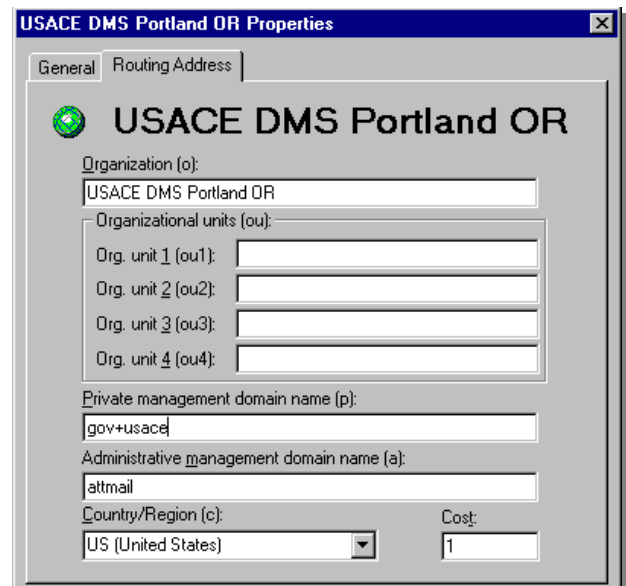 USACE DMS Portland OR Properties
General Routing Address
USACE DMS Portland OR
Organization (o):
USACE DMS Portland OR
Organizational units (ou):
Org. unit 1 (ou1):
Org. unit 2 (ou2):
Org. unit 3 (ou3):
Org. unit 4 (ou4):
Private management domain name (p):
gov+usace
Administrative management domain name (a):
attmail
Country/Region (c): Cost:
US (United States) 1